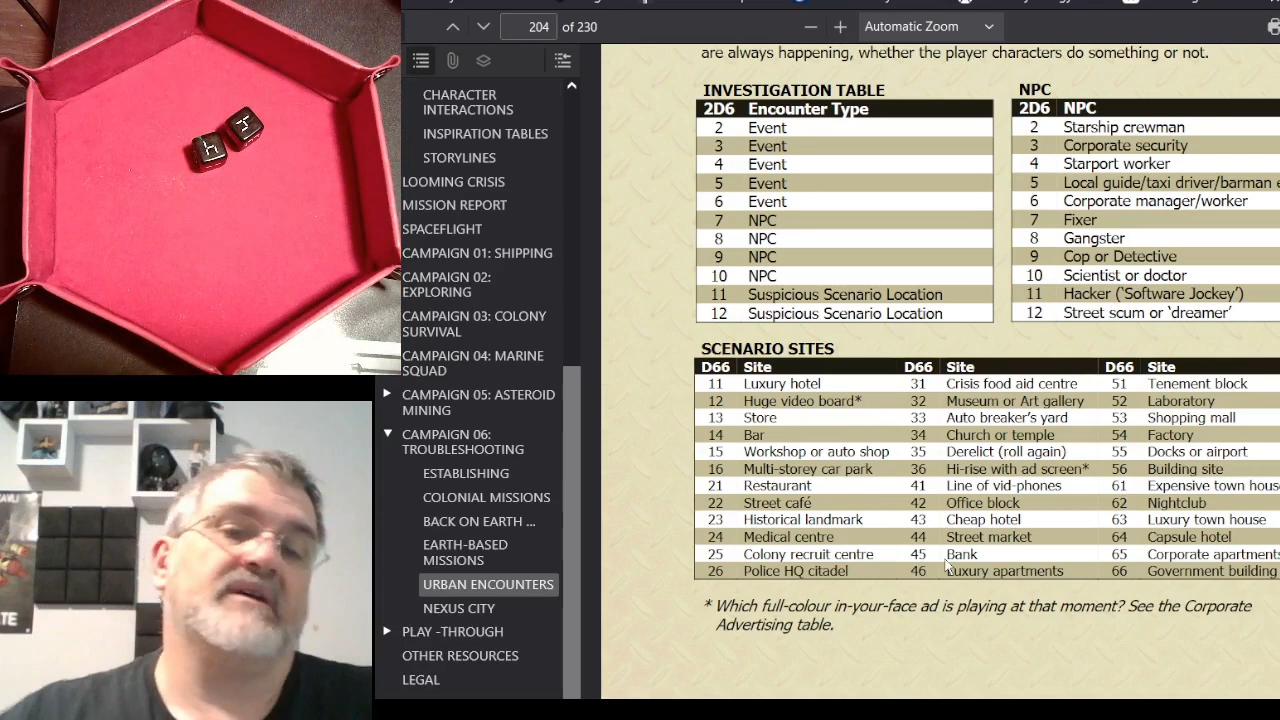 204 of 230
Automatic Zoom
CHARACTER
INTERACTIONS
INSPIRATION TABLES
STORYLINES
LOOMING CRISIS
MISSION REPORT
SPACEFLIGHT
CAMPAIGN 01: SHIPPING
CAMPAIGN 02:
EXPLORING
CAMPAIGN 03: COLONY
SURVIVAL
CAMPAIGN 04: MARINE
SQUAD
CAMPAIGN 05: ASTEROID
MINING
CAMPAIGN 06:
TROUBLESHOOTING
ESTABLISHING
COLONIAL MISSIONS
BACK ON EARTH ...
EARTH-BASED
MISSIONS
URBAN ENCOUNTERS
NEXUS CITY
PLAY -THROUGH
OTHER RESOURCES
LEGAL
are always happening, whether the player characters do something or not.
INVESTIGATION TABLE
2D6 Encounter Type
2 Event
3 Event
4 Event
5 Event
6 Event
7 NPC
8 NPC
9 NPC
10 NPC
11 Suspicious Scenario Location
12 Suspicious Scenario Location
NPC
2D6 NPC
2 Starship crewman
3 Corporate security
4 Starport worker
5 Local guide/taxi driver/barman
6 Corporate manager/worker
7 Fixer
8 Gangster
9 Cop or Detective
10 Scientist or doctor
11 Hacker ('Software Jockey')
12 Street scum or 'dreamer'
SCENARIO SITES
D66 Site D66 Site D66 Site
11 Luxury hotel 31 Crisis food aid centre 51 Tenement block
12 Huge video board* 32 Museum or Art gallery 52 Laboratory
13 Store 33 Auto breaker's yard 53 Shopping mall
14 Bar 34 Church or temple 54 Factory
15 Workshop or auto shop 35 Derelict (roll again) 55 Docks or airport
16 Multi-storey car park 36 Hi-rise with ad screen* 56 Building site
21 Restaurant 41 Line of vid-phones 61 Expensive town hous
22 Street café 42 Office block 62 Nightclub
23 Historical landmark 43 Cheap hotel 63 Luxury town house
24 Medical centre 44 Street market 64 Capsule hotel
25 Colony recruit centre 45 Bank 65 Corporate apartments
26 Police HQ citadel 46 Luxury apartments 66 Government building
* Which full-colour in-your-face ad is playing at that moment? See the Corporate
Advertising table.